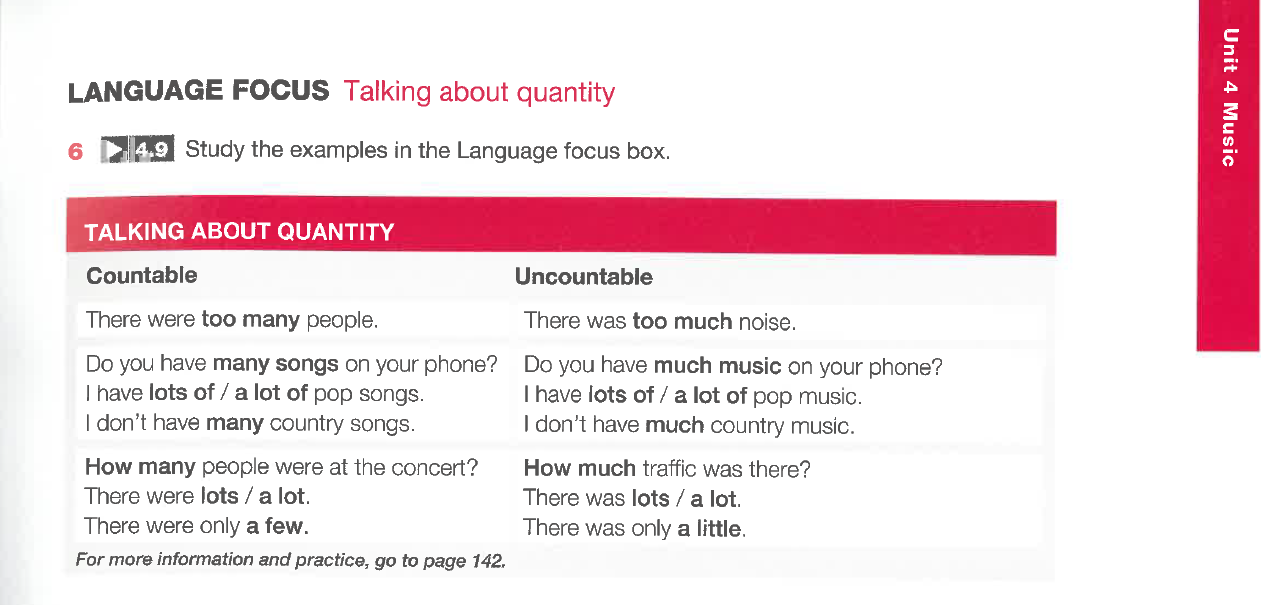 Unit 4 Music
LANGUAGE FOCUS Talking about quantity
6 4.9 Study the examples in the Language focus box.
TALKING ABOUT QUANTITY
Countable Uncountable
There were too many people. There was too much noise.
Do you have many songs on your phone? Do you have much music on your phone?
I have lots of / a lot of pop songs. I have lots of / a lot of pop music.
I don't have many country songs. I don't have much country music.
How many people were at the concert? How much traffic was there?
There were lots / a lot. There was lots / a lot.
There were only a few. There was only a little.
For more information and practice, go to page 142.